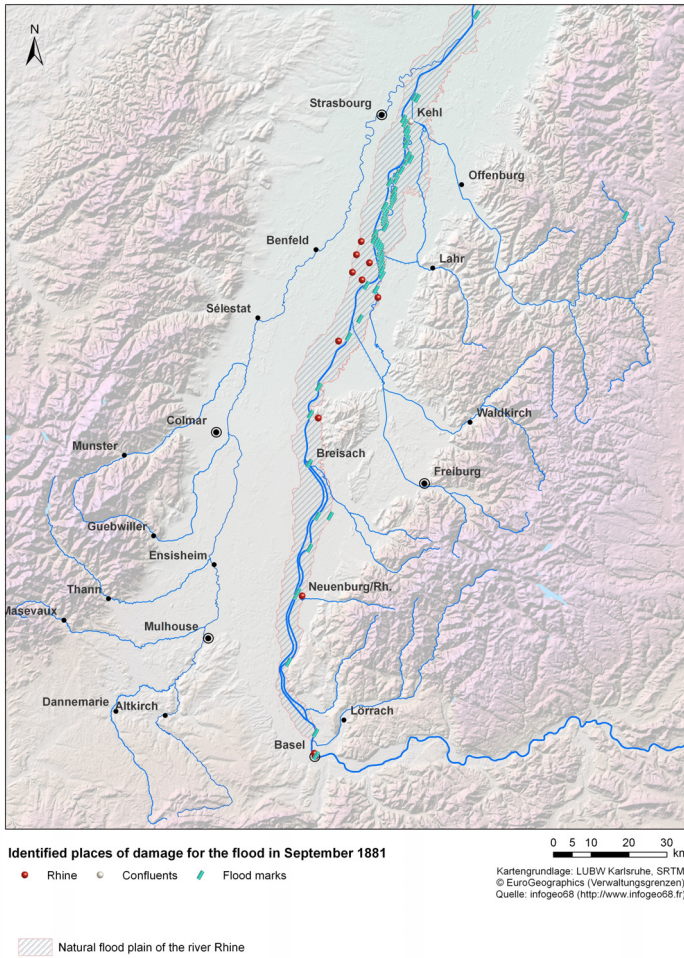 N
Strasbourg
Kehl
Offenburg
Benfeld
Lahr
Sélestat
Colmar
Waldkirch
Munster
Breisach
Freiburg
Guebwiller
Ensisheim
Thann
Neuenburg/Rh.
Masevaux
Mulhouse
Dannemarie
Altkirch
Lörrach
Basel
Identified places of damage for the flood in September 1881
Rhine
Confluents
Flood marks
0 5 10 20 30
km
Kartengrundlage: LUBW Karlsruhe, SRTM
© EuroGeographics (Verwaltungsgrenzen)
Quelle: infogeo68 (http://www.infogeo68.fr)
Natural flood plain of the river Rhine